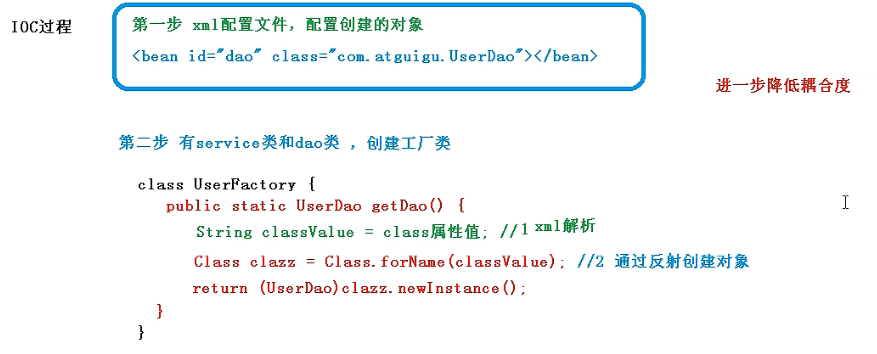 IOC过程
第一步 xml配置文件，配置创建的对象
<bean id="dao" class="com.atguigu.UserDao"></bean>
进一步降低耦合度
第二步 有service类和dao类 ，创建工厂类
class UserFactory {
public static UserDao getDao() {
String classValue = class属性值; //1 xml解析
Class clazz = Class.forName(classValue); //2 通过反射创建对象
return (UserDao)clazz.newInstance();
}
}